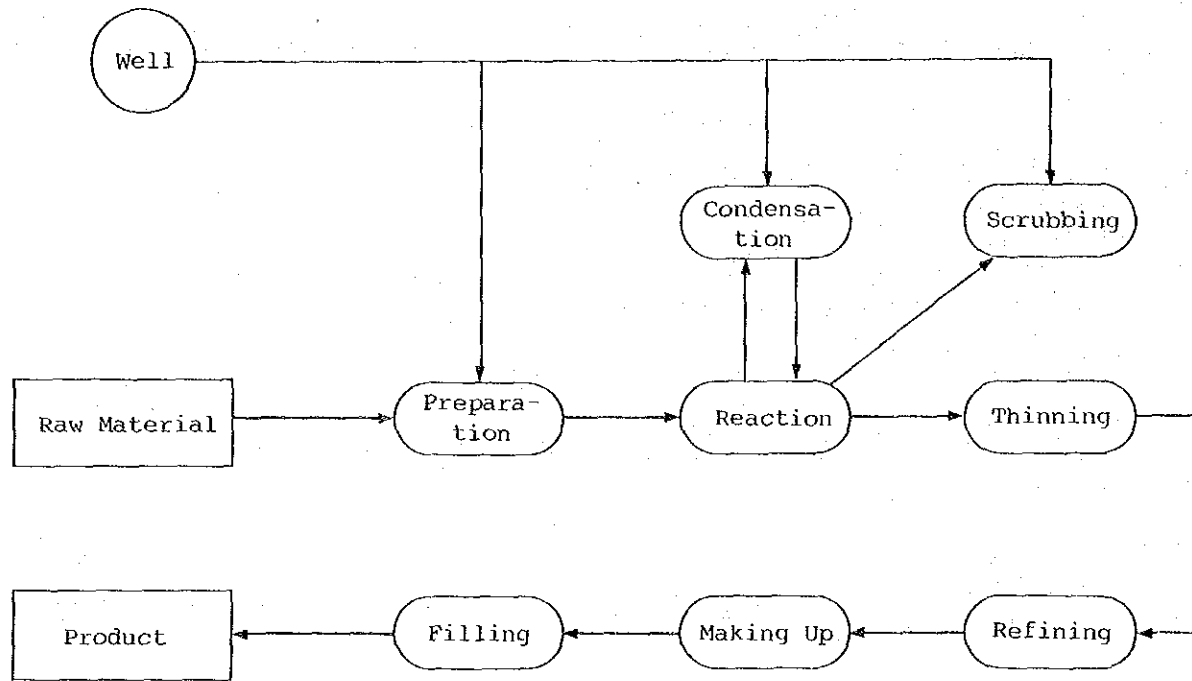 Well
Condensa-
tion
Scrubbing
Raw Material
Prepara-
tion
Reaction
Thinning
Product
Filling
Making Up
Refining